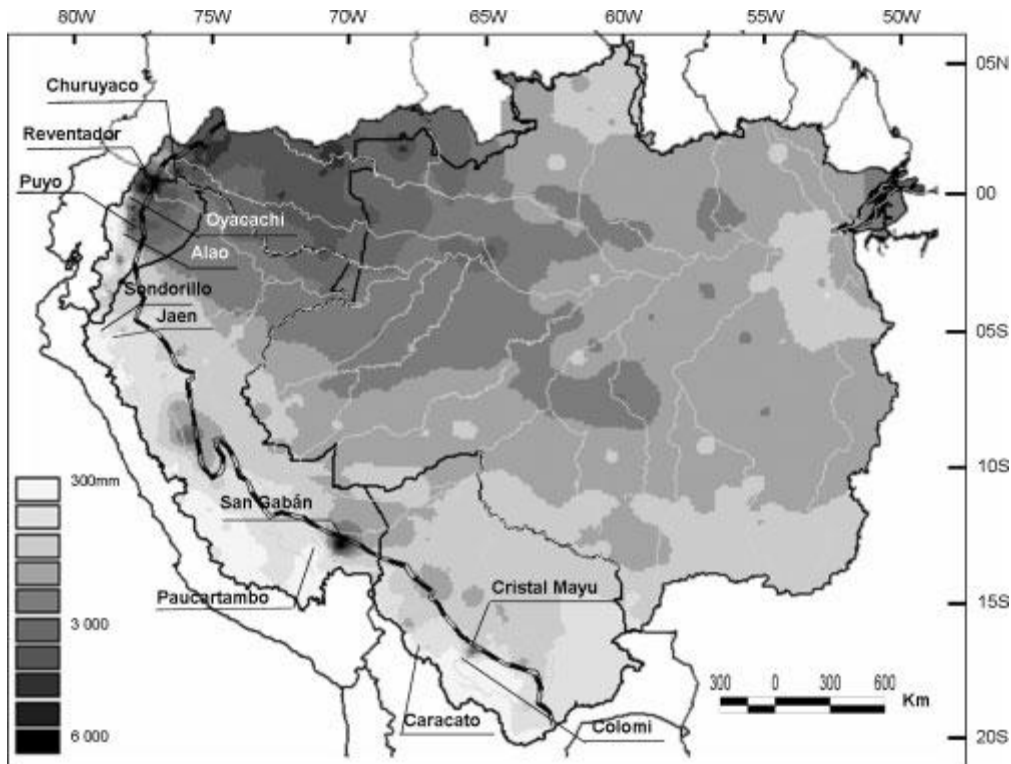 80W 75W 70W 65W 60W 55W 50W
05N
Churuyaco
Reventador
Puyo
00
Oyacachi
Alao
Sondorillo
Jaen
05S
10S
300mm
San Gabán
Paucartambo
Cristal Mayu
15S
3 000
300 0 300 600 Km
Caracato
Colomi
6 000
20S